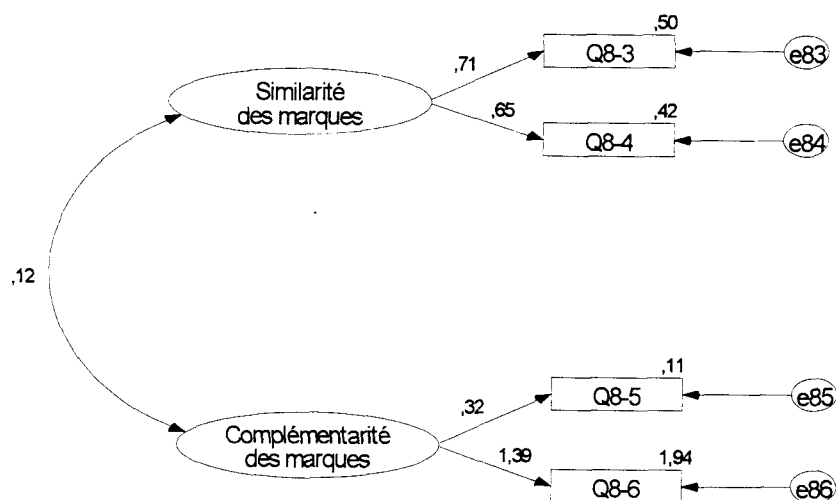 ,50
Q8-3
e83
,71
Similarité
des marques
,65
,42
Q8-4
e84
,12
,11
Q8-5
e85
,32
Complémentarité
des marques
1,39
1,94
Q8-6
e86